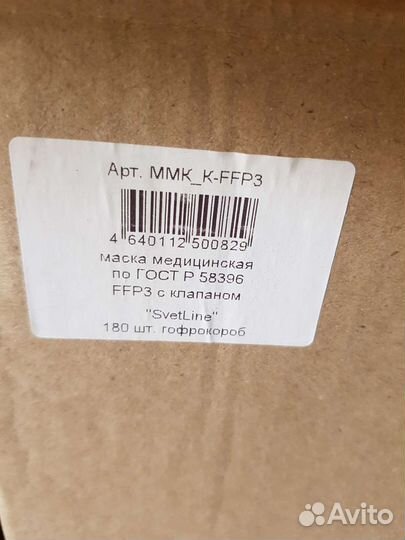 Арт. ММК_К-FFP3
4 640112 500829
маска медицинская
по ГОСТ Р 58396
FFP3 с клапаном
"SvetLine"
180 шт. гофрокороб
Avito